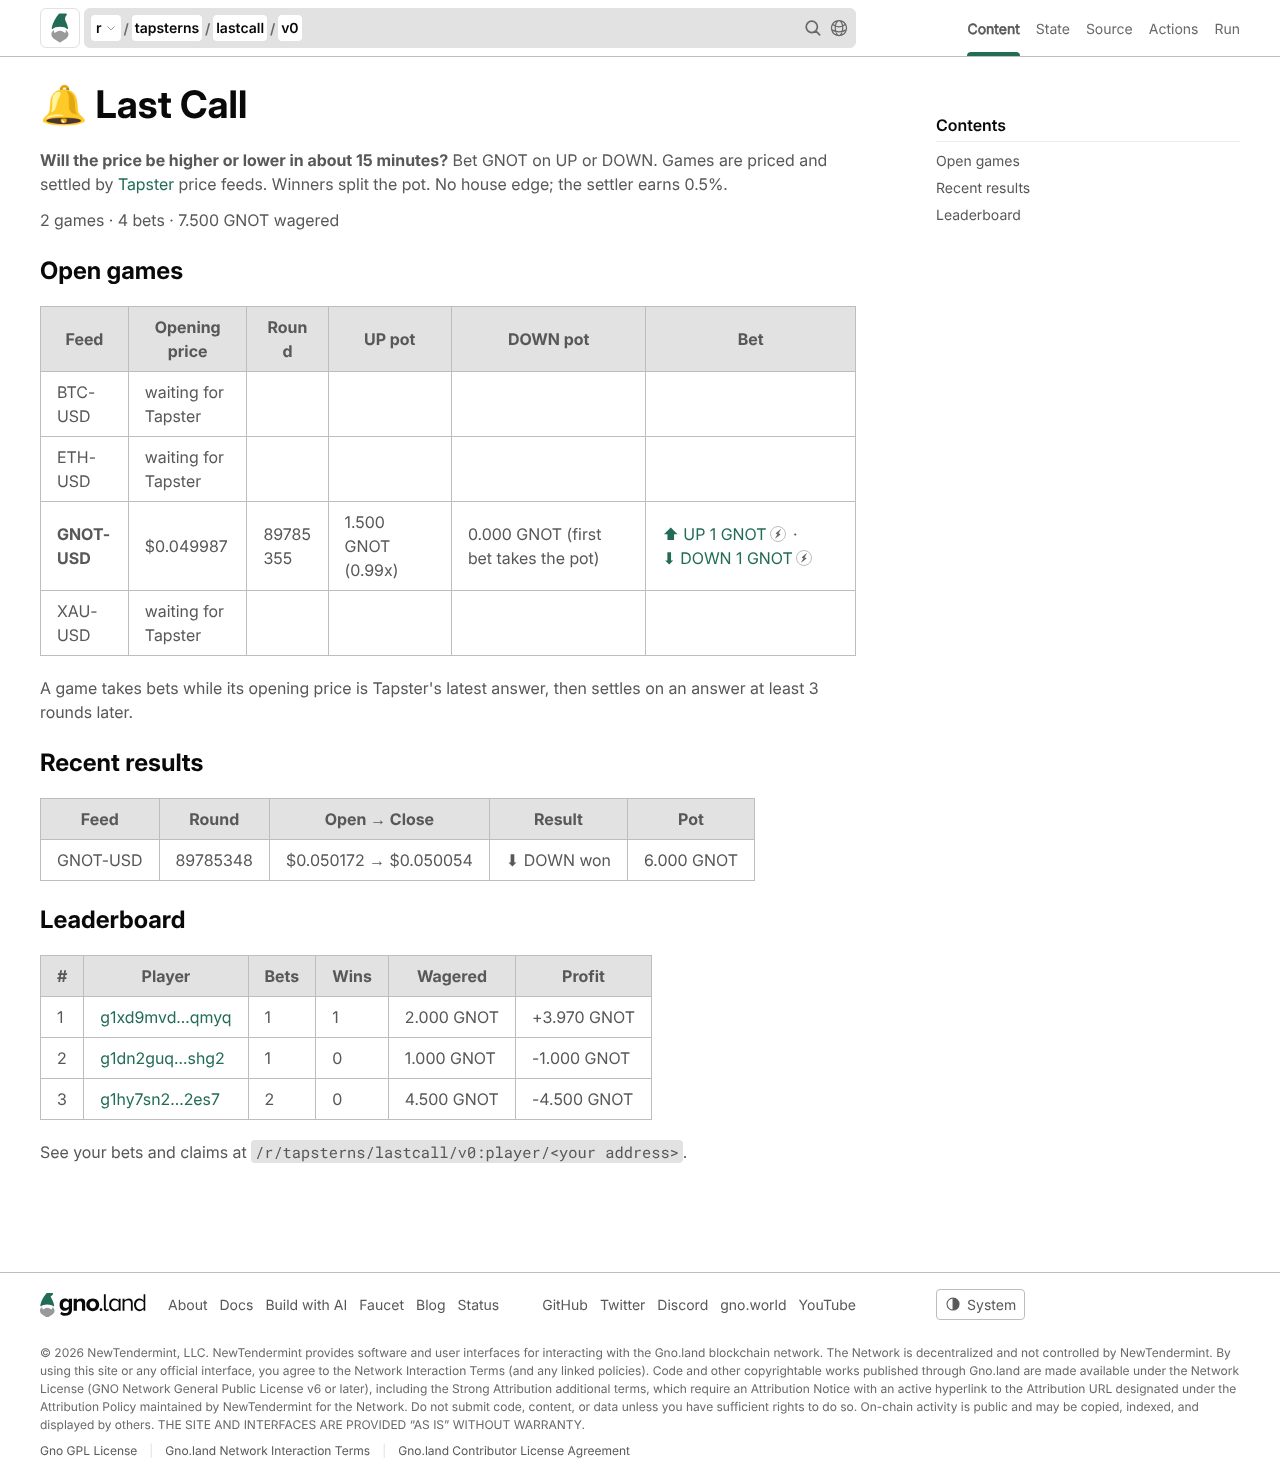 r / tapsterns / lastcall / v0
Content State Source Actions Run
🔔 Last Call
Will the price be higher or lower in about 15 minutes? Bet GNOT on UP or DOWN. Games are priced and
settled by Tapster price feeds. Winners split the pot. No house edge; the settler earns 0.5%.
2 games · 4 bets · 7.500 GNOT wagered
Contents
Open games
Recent results
Leaderboard
Open games
Feed Opening price Round UP pot DOWN pot Bet
BTC-USD waiting for Tapster
ETH-USD waiting for Tapster
GNOT-USD $0.049987 89785355 1.500 GNOT (0.99x) 0.000 GNOT (first bet takes the pot) ⬆ UP 1 GNOT · ⬇ DOWN 1 GNOT
XAU-USD waiting for Tapster
A game takes bets while its opening price is Tapster's latest answer, then settles on an answer at least 3
rounds later.
Recent results
Feed Round Open → Close Result Pot
GNOT-USD 89785348 $0.050172 → $0.050054 ⬇ DOWN won 6.000 GNOT
Leaderboard
# Player Bets Wins Wagered Profit
1 g1xd9mvd...qmyq 1 1 2.000 GNOT +3.970 GNOT
2 g1dn2guq...shg2 1 0 1.000 GNOT -1.000 GNOT
3 g1hy7sn2...2es7 2 0 4.500 GNOT -4.500 GNOT
See your bets and claims at /r/tapsterns/lastcall/v0:player/<your address>.
gno.land About Docs Build with AI Faucet Blog Status GitHub Twitter Discord gno.world YouTube System
© 2026 NewTendermint, LLC. NewTendermint provides software and user interfaces for interacting with the Gno.land blockchain network. The Network is decentralized and not controlled by NewTendermint. By
using this site or any official interface, you agree to the Network Interaction Terms (and any linked policies). Code and other copyrightable works published through Gno.land are made available under the Network
License (GNO Network General Public License v6 or later), including the Strong Attribution additional terms, which require an Attribution Notice with an active hyperlink to the Attribution URL designated under the
Attribution Policy maintained by NewTendermint for the Network. Do not submit code, content, or data unless you have sufficient rights to do so. On-chain activity is public and may be copied, indexed, and
displayed by others. THE SITE AND INTERFACES ARE PROVIDED “AS IS” WITHOUT WARRANTY.
Gno GPL License Gno.land Network Interaction Terms Gno.land Contributor License Agreement